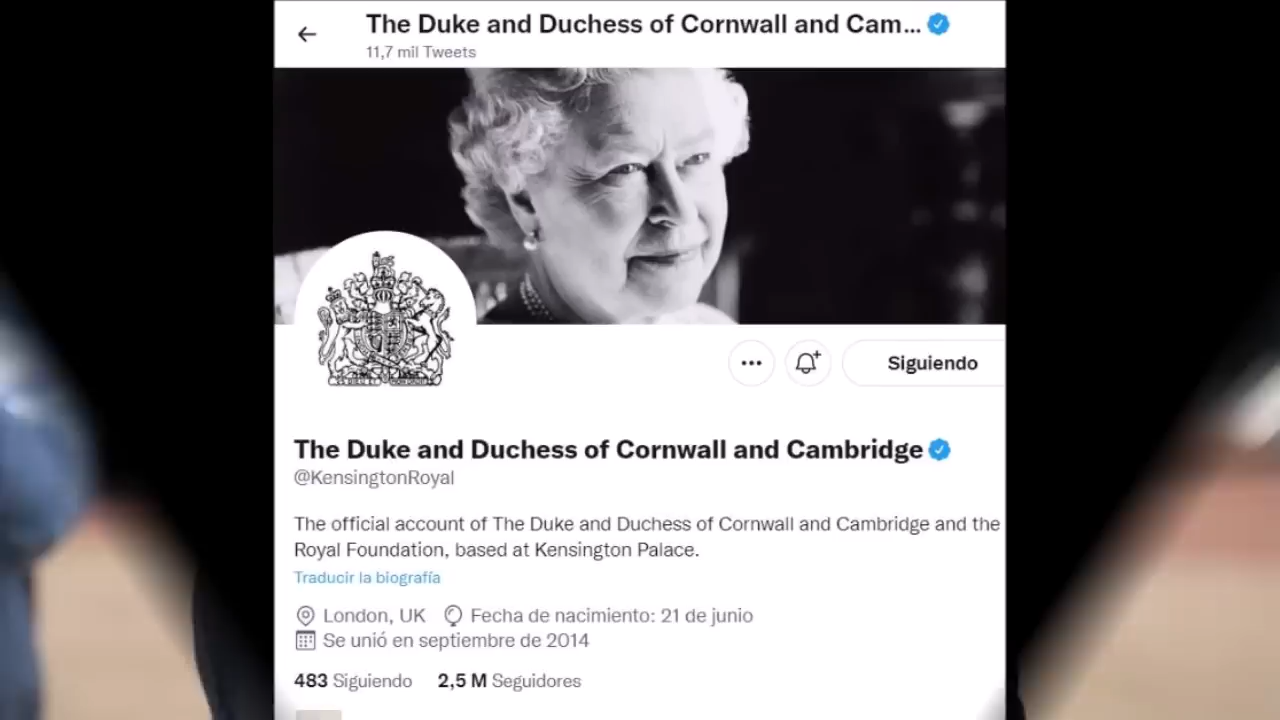 The Duke and Duchess of Cornwall and Cam...
11,7 mil Tweets
Siguiendo
The Duke and Duchess of Cornwall and Cambridge
@KensingtonRoyal
The official account of The Duke and Duchess of Cornwall and Cambridge and the
Royal Foundation, based at Kensington Palace.
Traducir la biografía
London, UK Fecha de nacimiento: 21 de junio
Se unió en septiembre de 2014
483 Siguiendo 2,5 M Seguidores